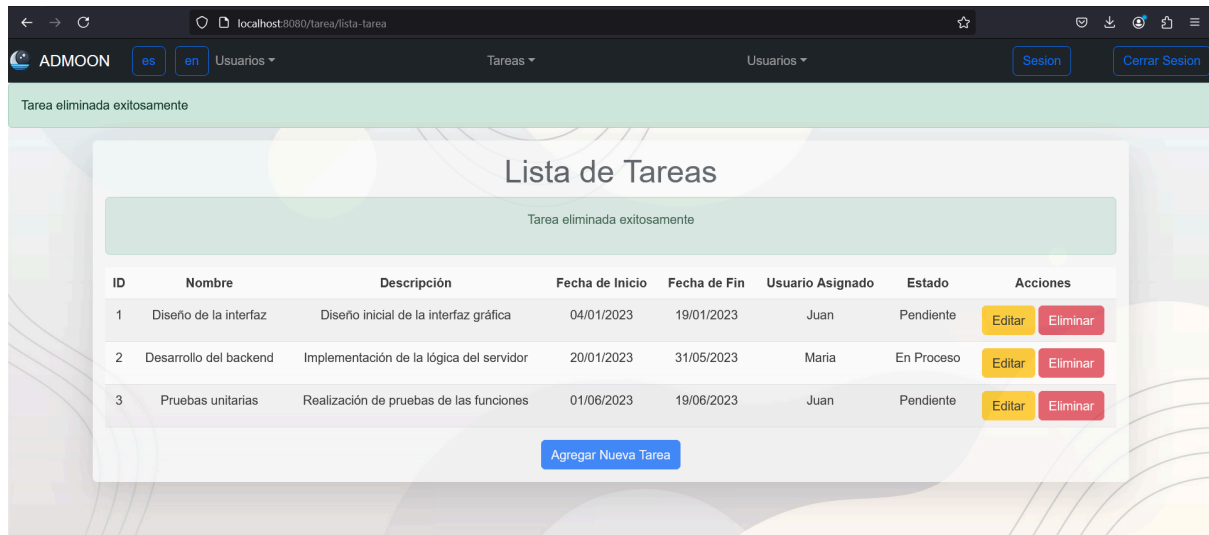 localhost:8080/tarea/lista-tarea
ADMOON es en Usuarios Tareas Usuarios Sesion Cerrar Sesion
Tarea eliminada exitosamente
Lista de Tareas
Tarea eliminada exitosamente
ID Nombre Descripción Fecha de Inicio Fecha de Fin Usuario Asignado Estado Acciones
1 Diseño de la interfaz Diseño inicial de la interfaz gráfica 04/01/2023 19/01/2023 Juan Pendiente Editar Eliminar
2 Desarrollo del backend Implementación de la lógica del servidor 20/01/2023 31/05/2023 Maria En Proceso Editar Eliminar
3 Pruebas unitarias Realización de pruebas de las funciones 01/06/2023 19/06/2023 Juan Pendiente Editar Eliminar
Agregar Nueva Tarea